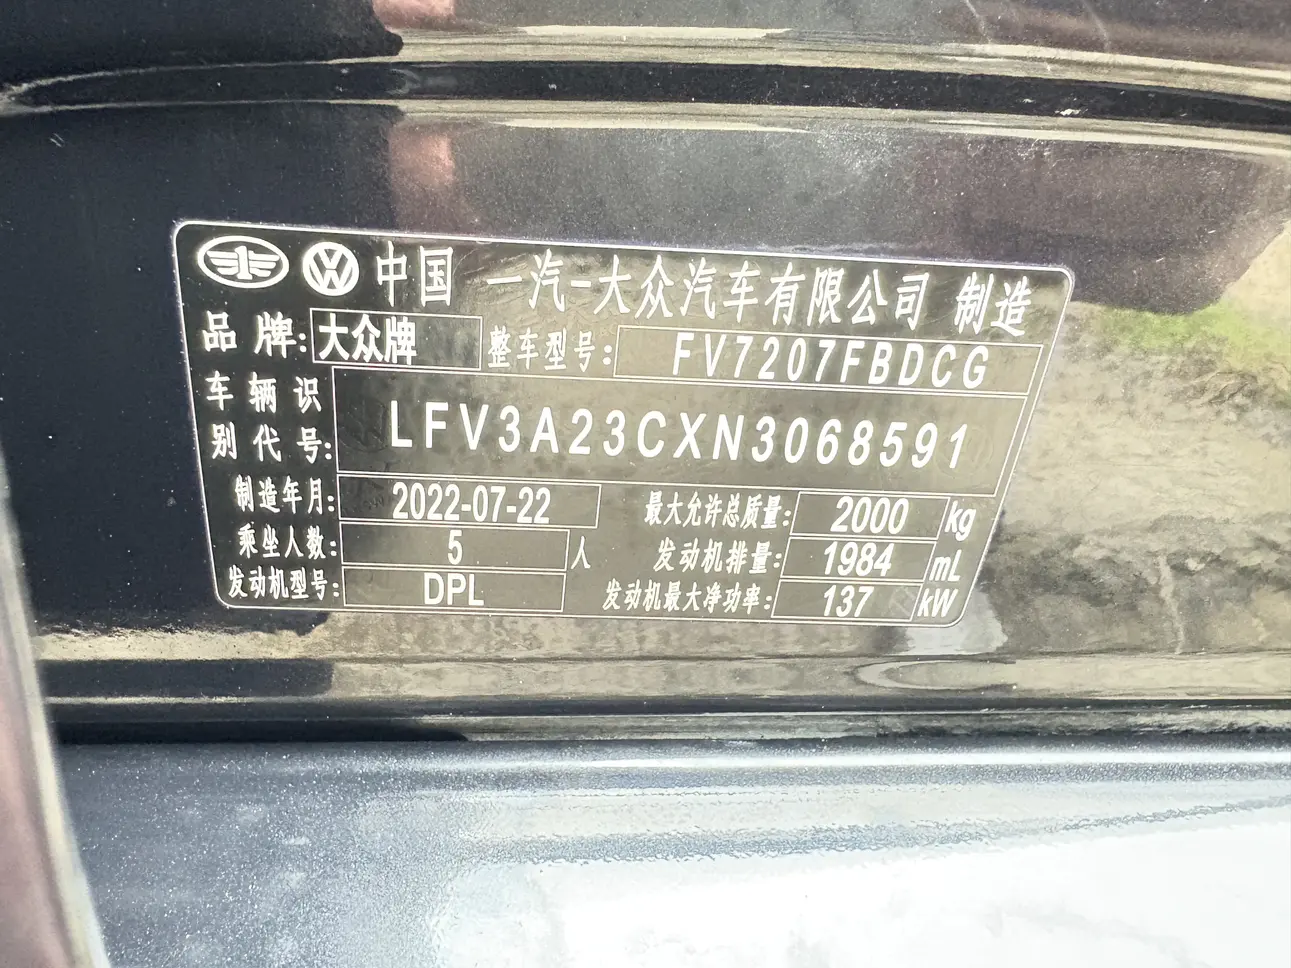 中国 一汽-大众汽车有限公司 制造
品牌: 大众牌 整车型号: FV7207FBDCG
车辆识别代号: LFV3A23CXN3068591
制造年月: 2022-07-22 最大允许总质量: 2000 kg
乘坐人数: 5 人 发动机排量: 1984 mL
发动机型号: DPL 发动机最大净功率: 137 kW